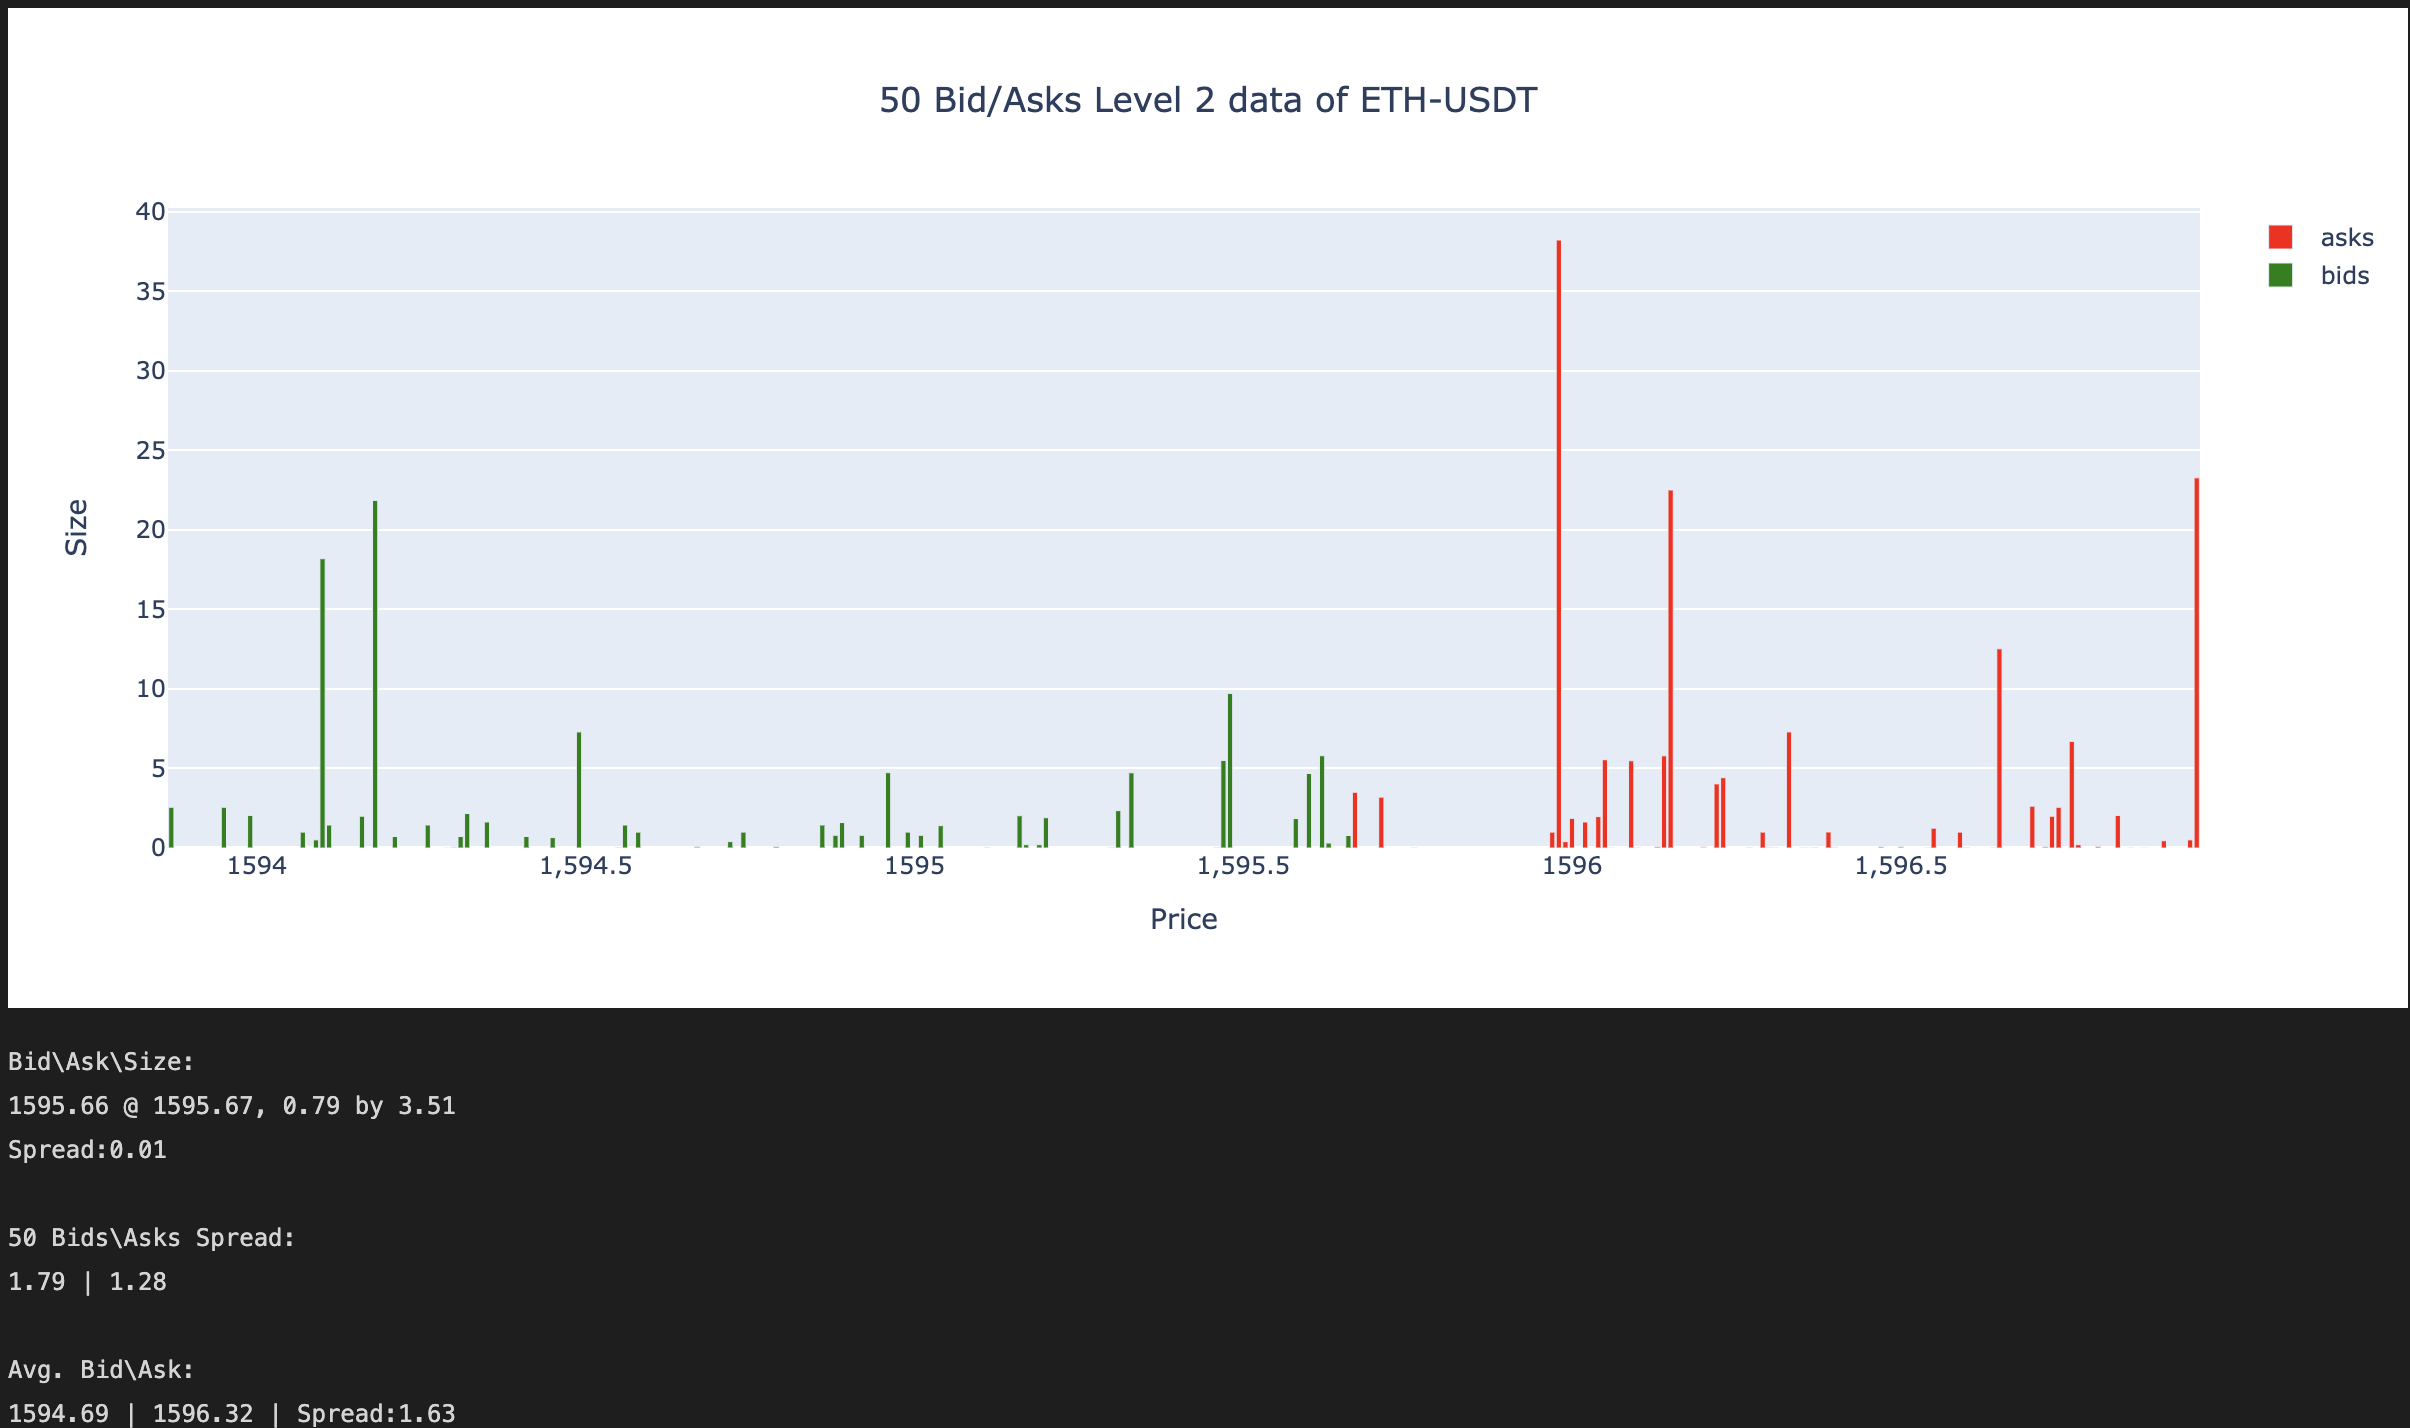 50 Bid/Asks Level 2 data of ETH-USDT
40
35
30
25
20
15
10
5
0
Size
asks
bids
1594
1,594.5
1595
1,595.5
1596
1,596.5
Price
Bid\Ask\Size:
1595.66 @ 1595.67, 0.79 by 3.51
Spread:0.01
50 Bids\Asks Spread:
1.79 | 1.28
Avg. Bid\Ask:
1594.69 | 1596.32 | Spread:1.63